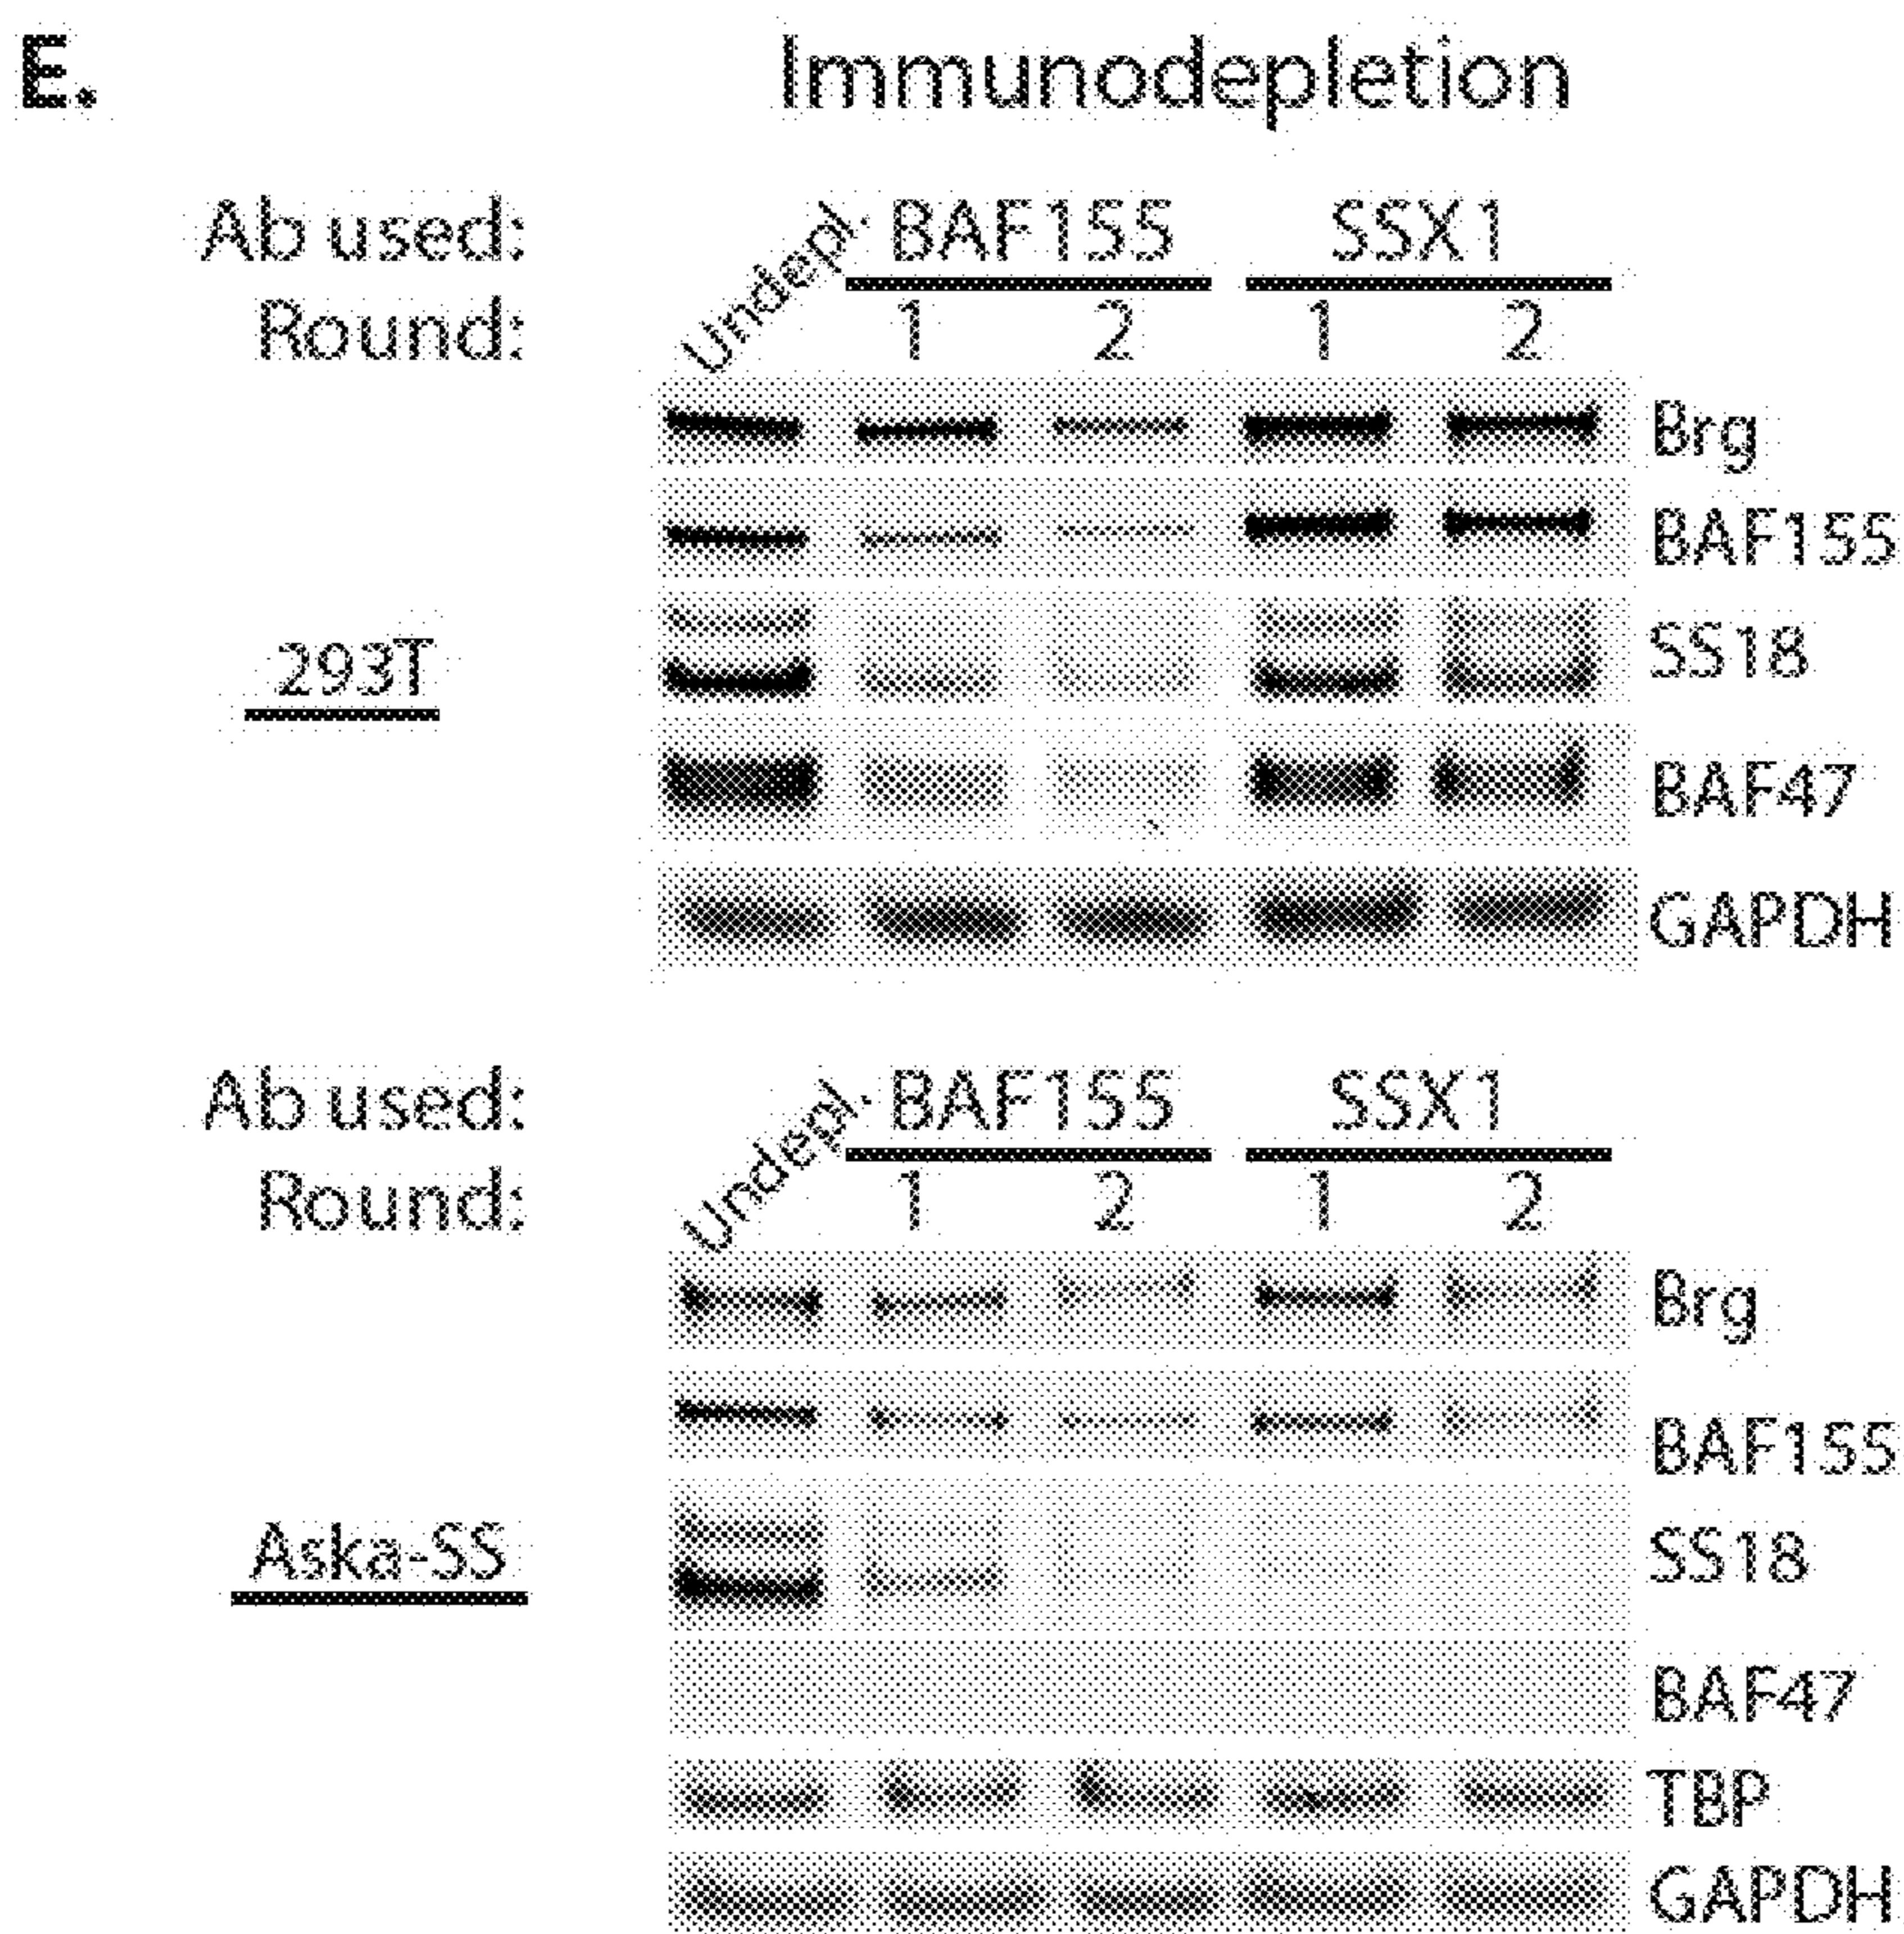 E.
Immunodepletion
Ab used: Undepl. BAF155 SSX1
Round: 1 2 1 2
Brg
BAF155
SS18
293T
BAF47
GAPDH
Ab used: Undepl. BAF155 SSX1
Round: 1 2 1 2
Brg
BAF155
SS18
Aska-SS
BAF47
TBP
GAPDH